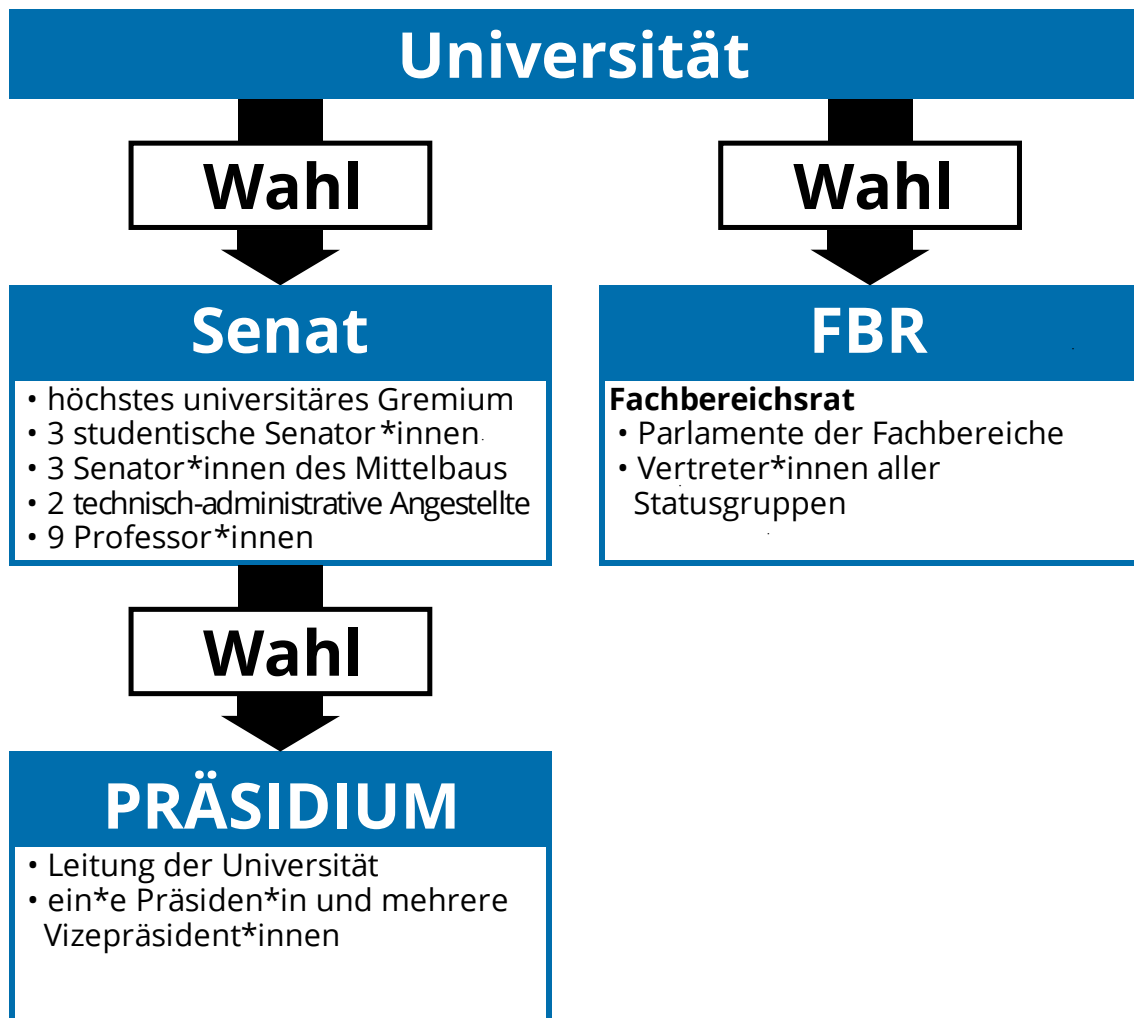 Universität
Wahl
Wahl
Senat
• höchstes universitäres Gremium
• 3 studentische Senator*innen
• 3 Senator*innen des Mittelbaus
• 2 technisch-administrative Angestellte
• 9 Professor*innen
FBR
Fachbereichsrat
• Parlamente der Fachbereiche
• Vertreter*innen aller
Statusgruppen
Wahl
PRÄSIDIUM
• Leitung der Universität
• ein*e Präsiden*in und mehrere
Vizepräsident*innen